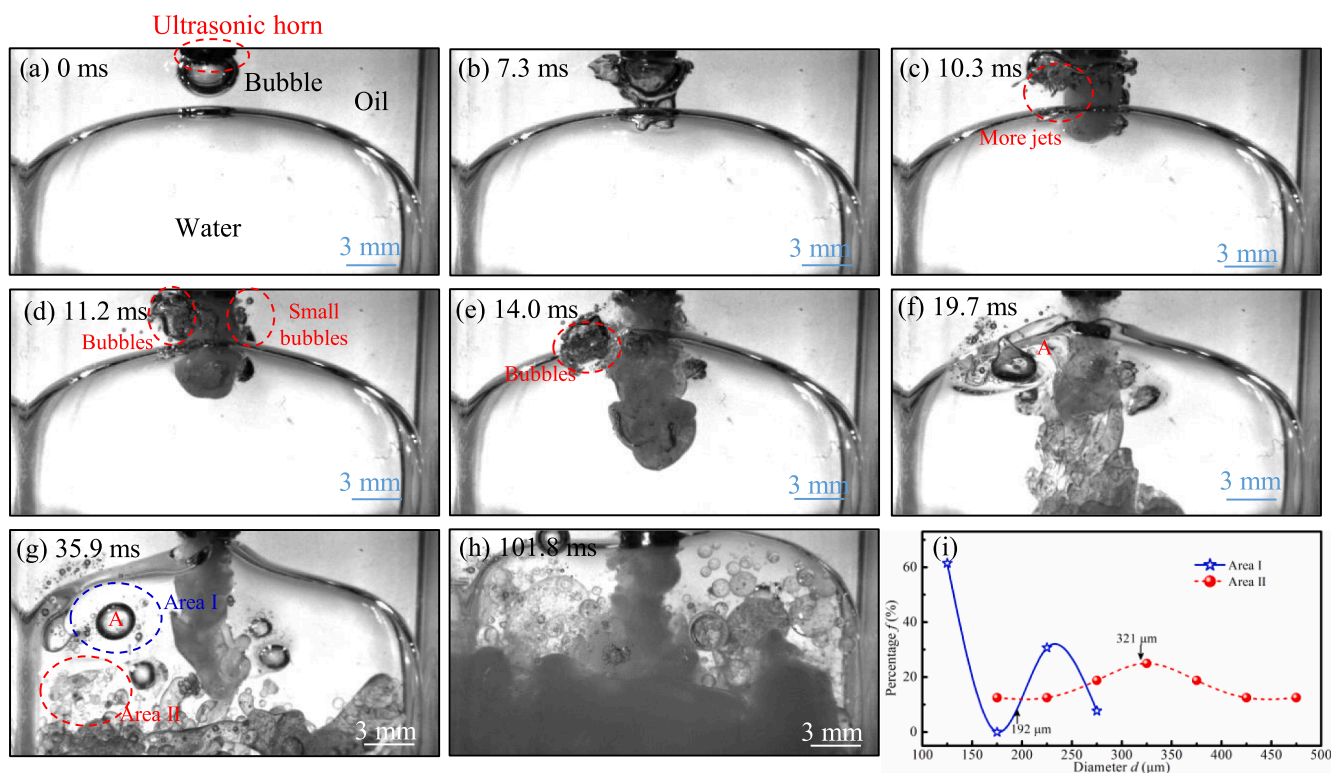 Ultrasonic horn
(a) 0 ms
Bubble
Oil
Water
3 mm
(b) 7.3 ms
3 mm
(c) 10.3 ms
More jets
3 mm
(d) 11.2 ms
Bubbles
Small
bubbles
3 mm
(e) 14.0 ms
Bubbles
3 mm
(f) 19.7 ms
A
3 mm
(g) 35.9 ms
Area I
A
Area II
3 mm
(h) 101.8 ms
3 mm
(i)
Area I
Area II
321 μm
192 μm
Percentage f (%)
60
40
20
0
100 150 200 250 300 350 400 450 500
Diameter d (μm)